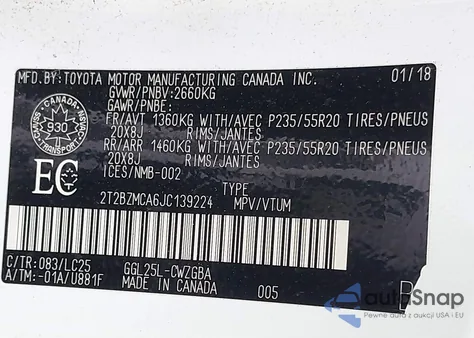 MFD.BY:TOYOTA MOTOR MANUFACTURING CANADA INC. 01/18
GVWR/PNBV:2660KG
GAWR/PNBE:
FR/AVT 1360KG WITH/AVEC P235/55R20 TIRES/PNEUS
20X8J RIMS/JANTES
RR/ARR 1460KG WITH/AVEC P235/55R20 TIRES/PNEUS
20X8J RIMS/JANTES
ICES/NMB-002
CANADA
930
TRANSPORT
EC
TYPE
2T2BZMCA6JC139224 MPV/VTUM
C/TR:083/LC25 GGL25L-CWZGBA
A/TM:-01A/U881F MADE IN CANADA 005 B
autoSnap
Pewne auta z aukcji USA i EU